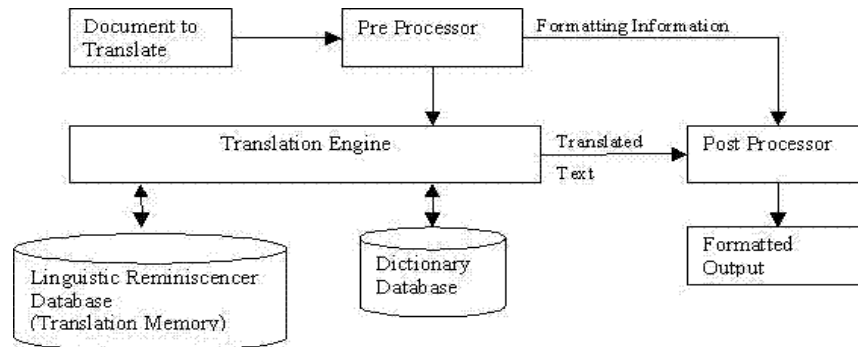 Document to
Translate
Pre Processor
Formatting Information
Translation Engine
Translated
Text
Post Processor
Linguistic Reminiscencer
Database
(Translation Memory)
Dictionary
Database
Formatted
Output